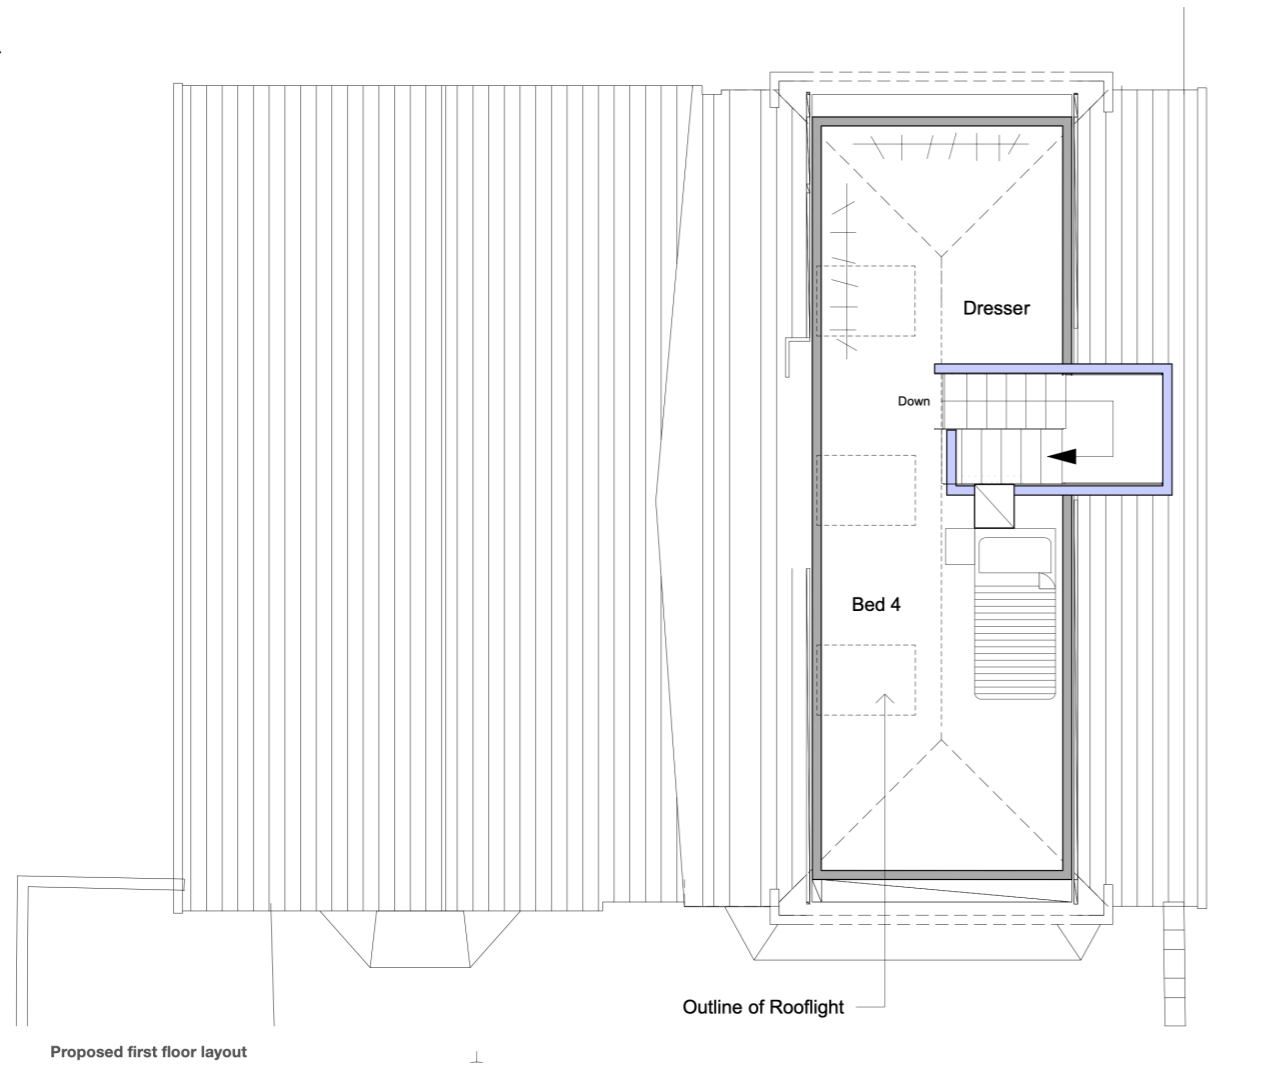 Dresser
Down
Bed 4
Outline of Rooflight
Proposed first floor layout